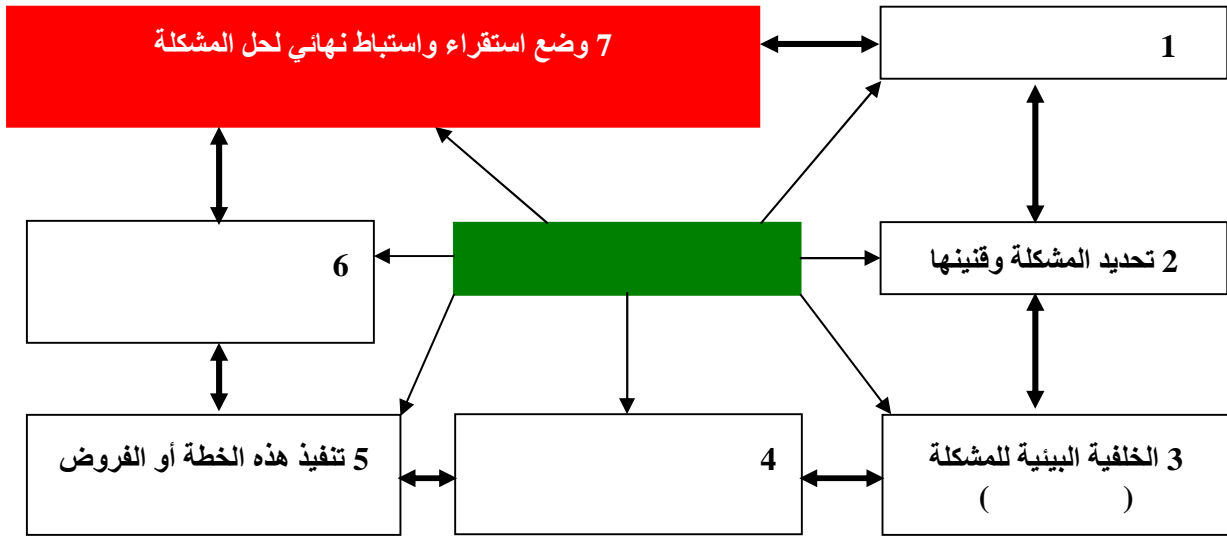 7 وضع استقراء واستباط نهائي لحل المشكلة
1
6
2 تحديد المشكلة وقنينها
5 تنفيذ هذه الخطة أو الفروض
4
3 الخلفية البيئية للمشكلة
( )